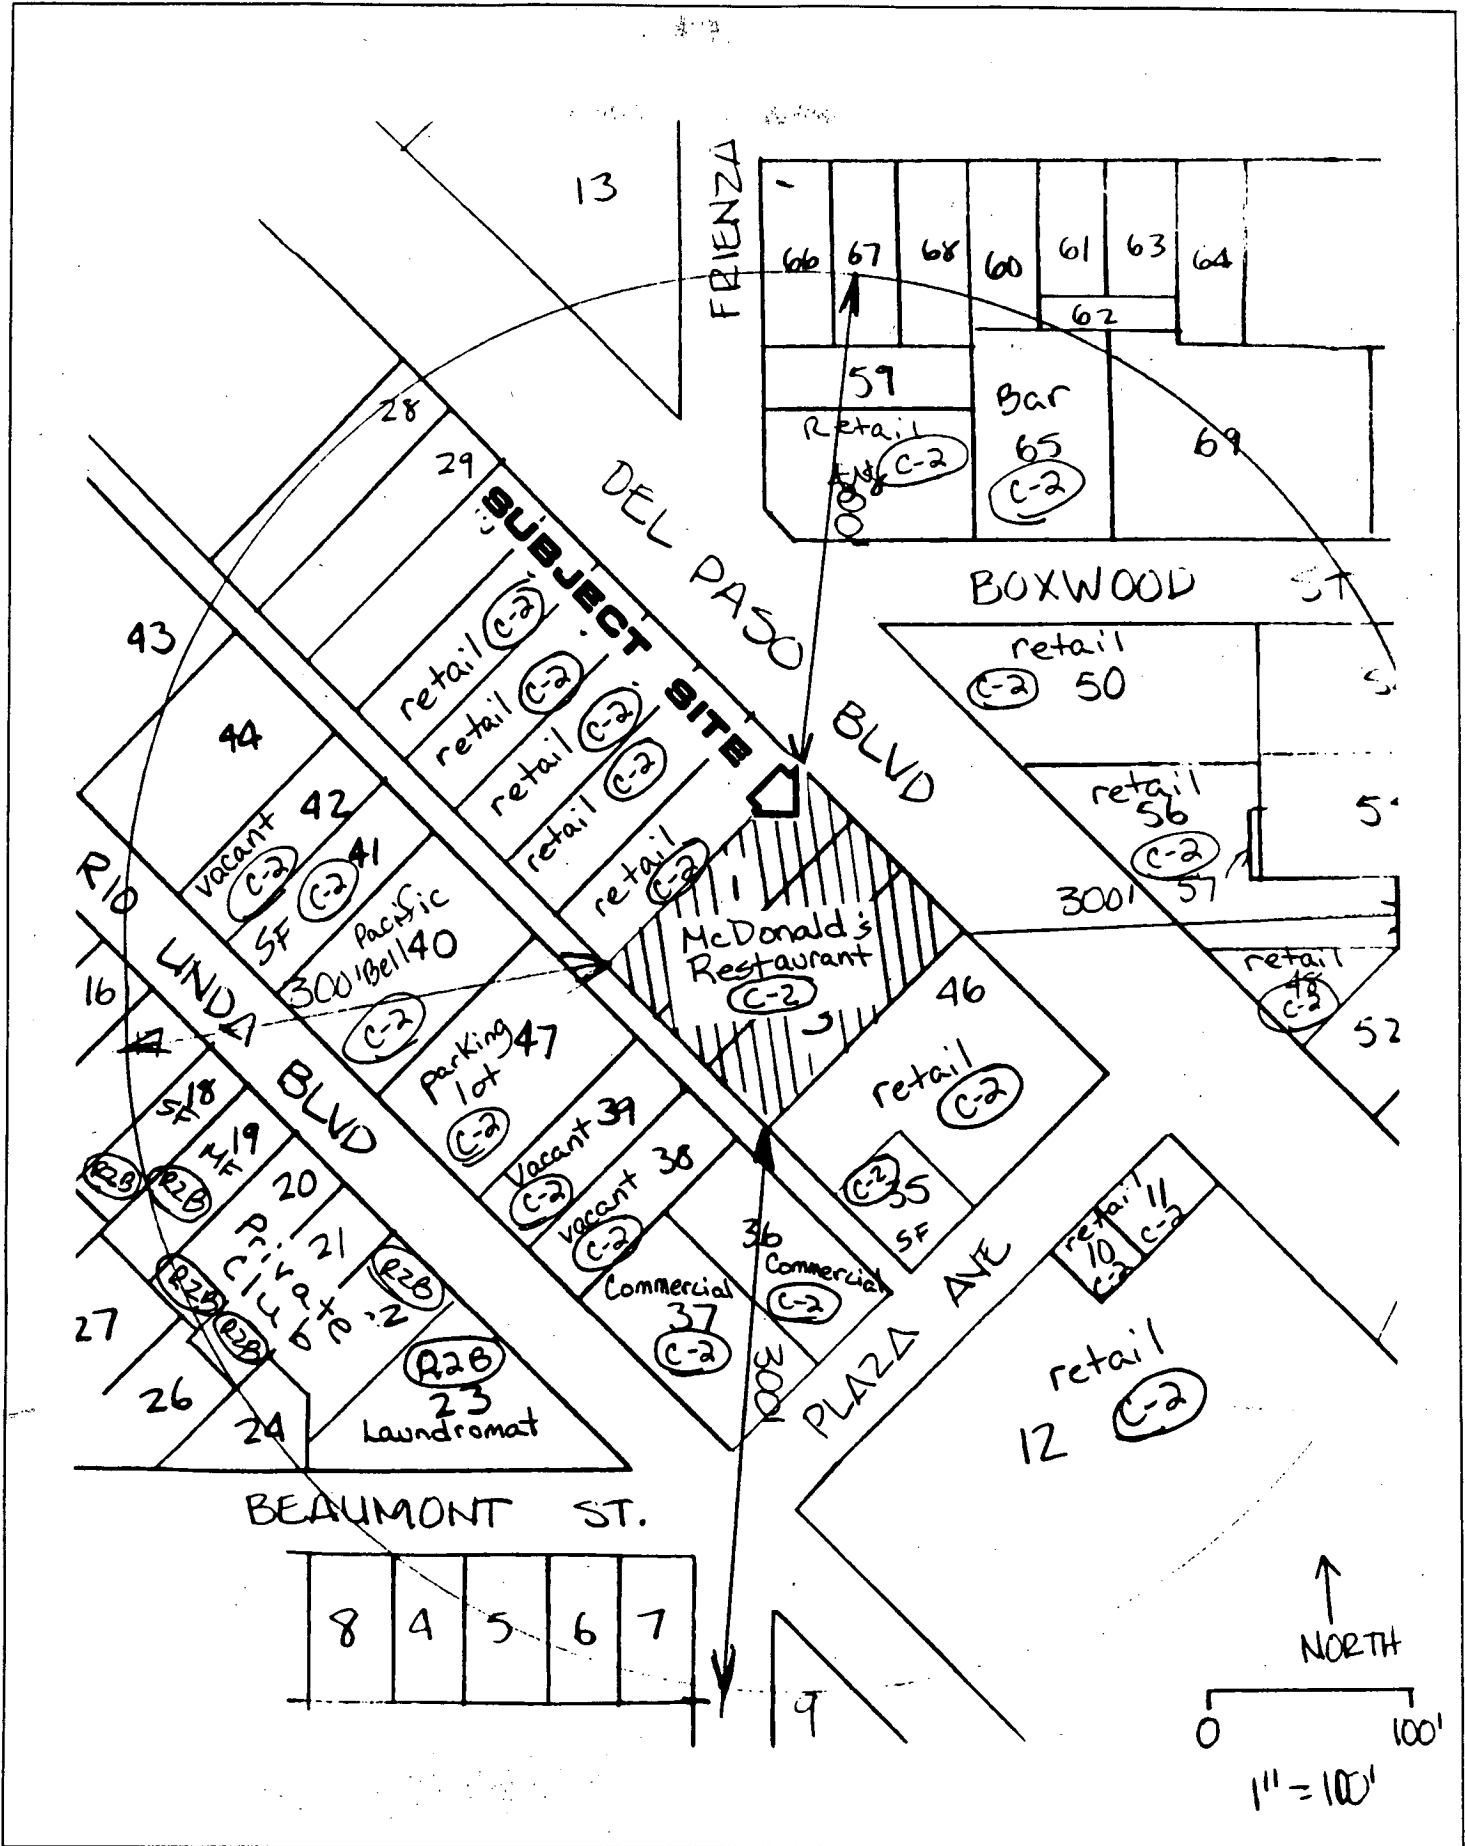 13
FRIENZA
66 67 68 60 61 63 64
62
59
Retail
C-2
Bar
65
C-2
69
300'
28
29
SUBJECT SITE
DEL PASO BLVD
BOXWOOD ST
43
44
retail C-2
retail C-2
retail C-2
retail C-2
retail C-2
retail
C-2 50
retail
56
C-2
57
300'
retail
48
C-2
52
vacant 42
C-2
SF C-2 41
Pacific
Bell 40
300'
C-2
RIO LINDA BLVD
1
McDonald's
Restaurant
C-2
46
retail
C-2
16
parking 47
lot
C-2
Vacant 39
C-2
vacant 38
C-2
SF 18
R2B
MF 19
R2B
20
21
Private
Club
R2B
R2B
R2B
R2B
23
Laundromat
27
26
24
C-2 35
SF
36
Commercial
C-2
Commercial
37
C-2
300'
PLAZA AVE
retail
10
C-2
11
C-2
retail
12 C-2
BEAUMONT ST.
8 4 5 6 7
9
NORTH
0 100'
1" = 100'